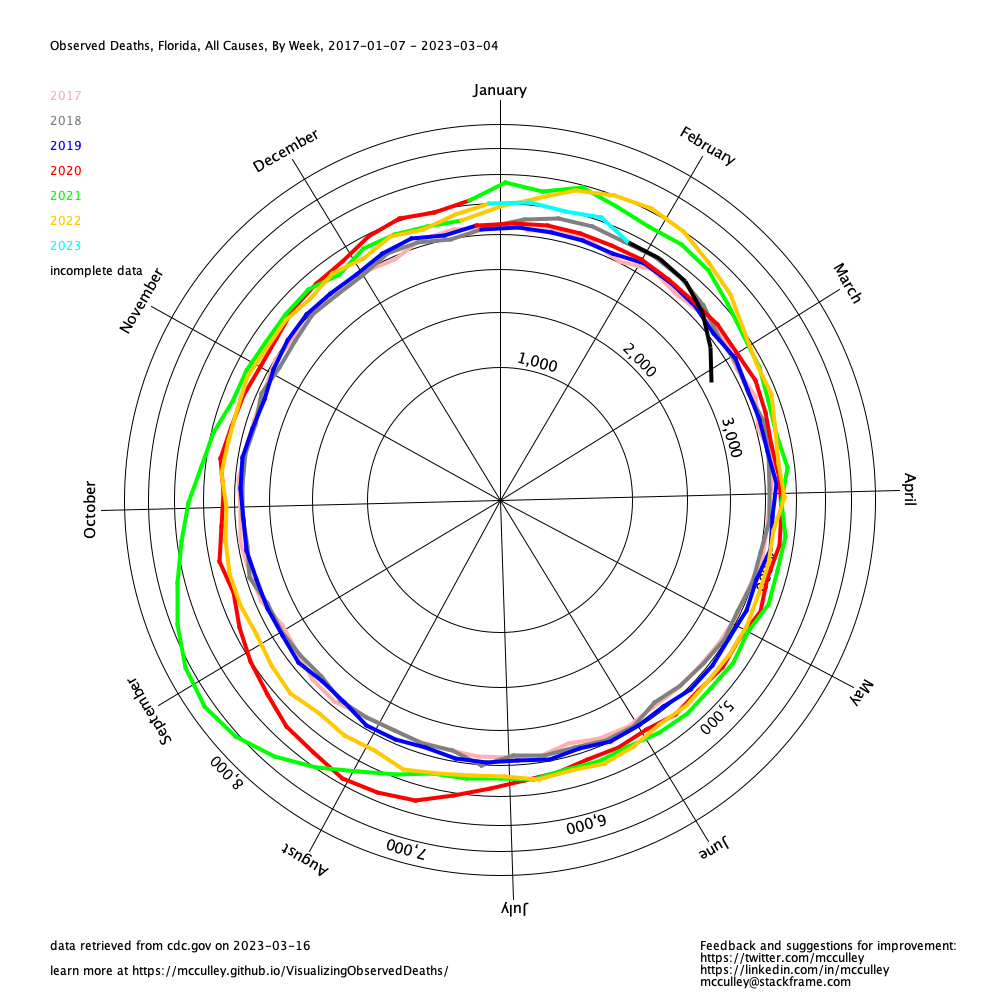 Observed Deaths, Florida, All Causes, By Week, 2017-01-07 - 2023-03-04
January
2017
2018
2019
2020
2021
2022
2023
incomplete data
December
February
November
March
1,000
2,000
3,000
October
April
September
May
5,000
8,000
6,000
7,000
August
June
July
data retrieved from cdc.gov on 2023-03-16
learn more at https://mcculley.github.io/VisualizingObservedDeaths/
Feedback and suggestions for improvement:
https://twitter.com/mcculley
https://linkedin.com/in/mcculley
mcculley@stackframe.com